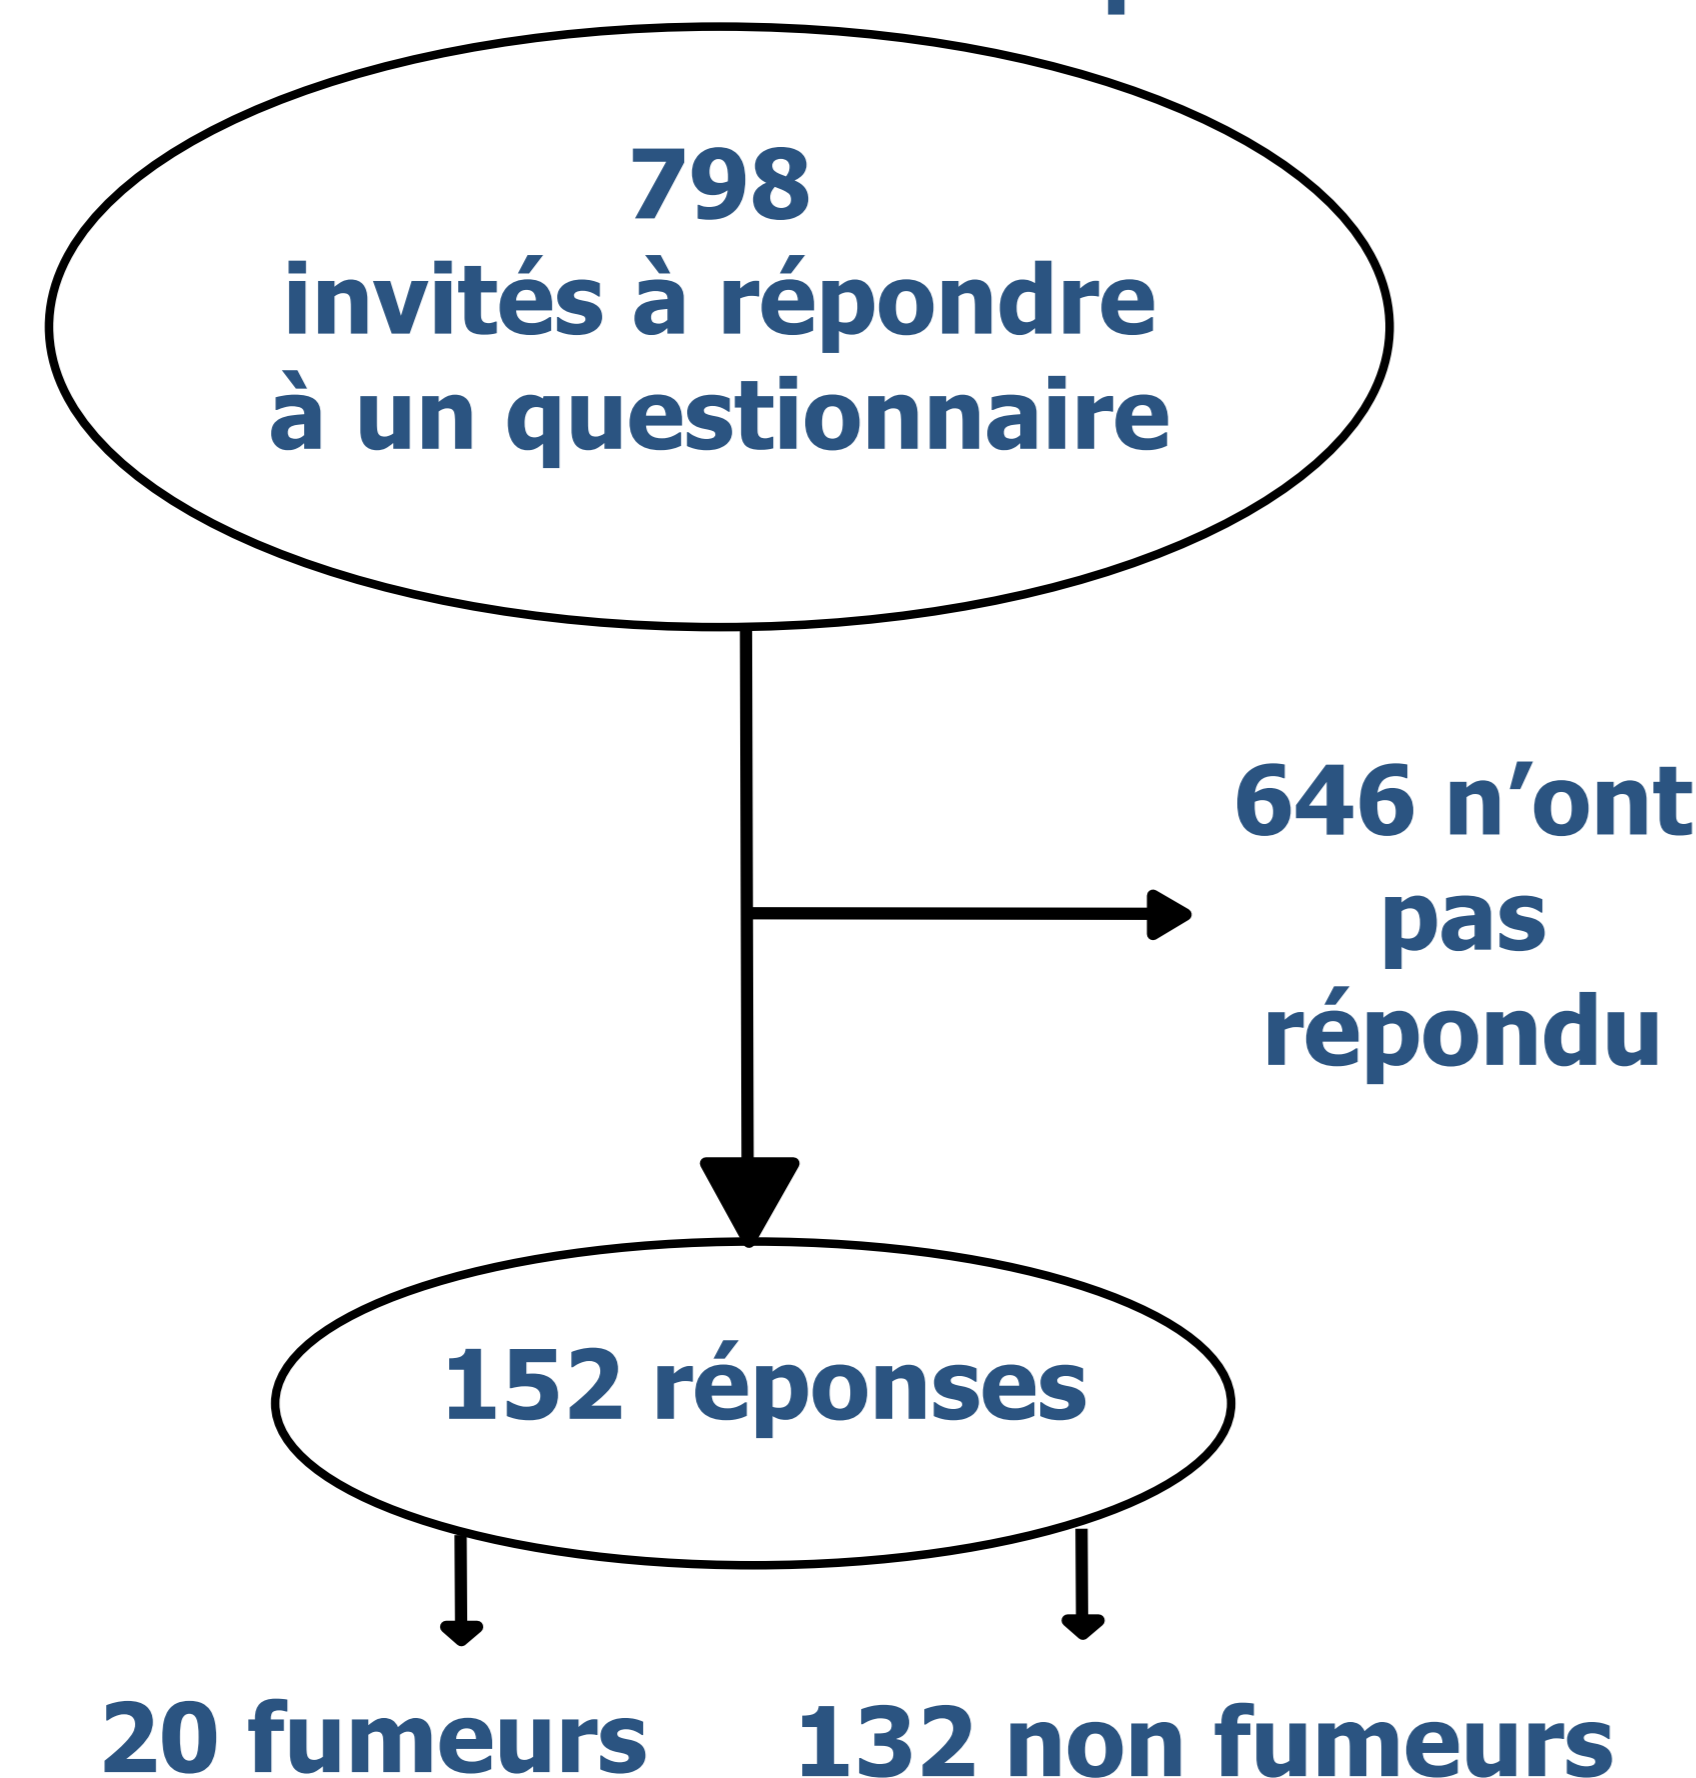 798
invités à répondre
à un questionnaire
646 n’ont
pas
répondu
152 réponses
20 fumeurs
132 non fumeurs